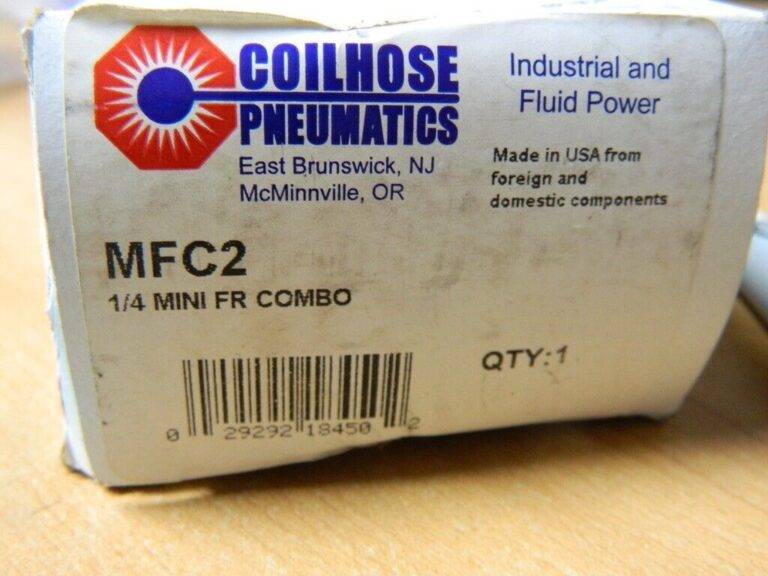 COILHOSE
PNEUMATICS
East Brunswick, NJ
McMinnville, OR
Industrial and
Fluid Power
Made in USA from
foreign and
domestic components
MFC2
1/4 MINI FR COMBO
QTY:1
0 29292 18450 2